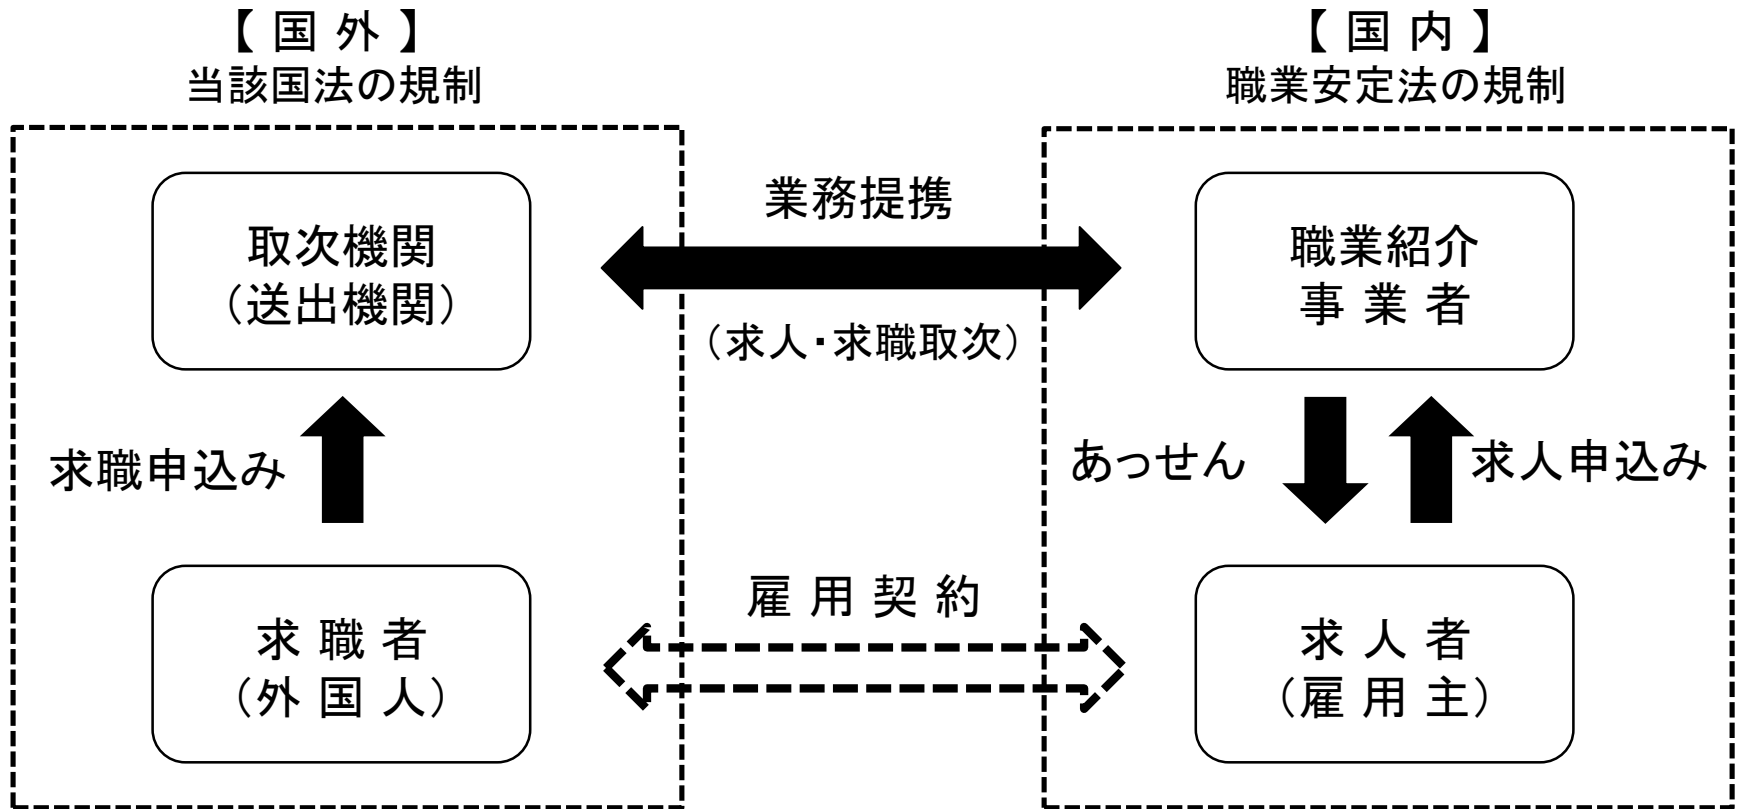 【 国 外 】
当該国法の規制
【 国 内 】
職業安定法の規制
取次機関
（送出機関）
業務提携
（求人・求職取次）
職業紹介
事 業 者
求職申込み
あっせん
求人申込み
求 職 者
（外 国 人）
雇 用 契 約
求 人 者
（雇 用 主）